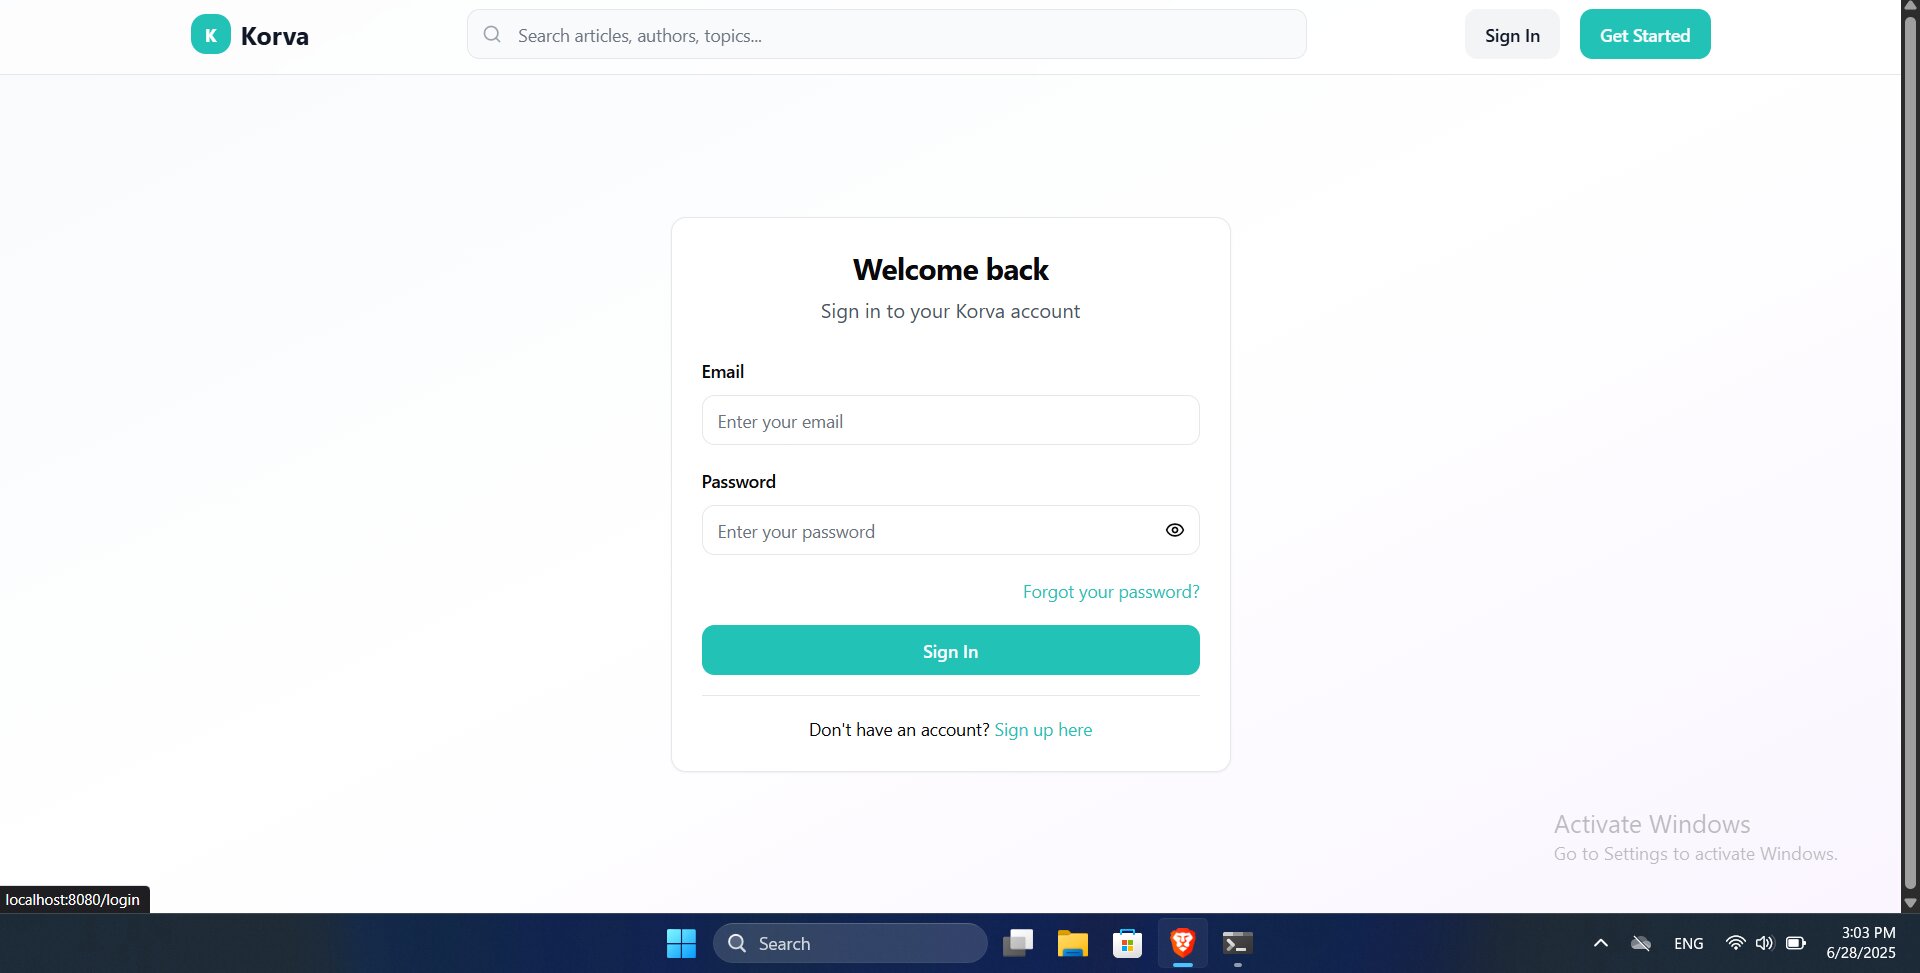 K Korva
Search articles, authors, topics...
Sign In
Get Started
Welcome back
Sign in to your Korva account
Email
Enter your email
Password
Enter your password
Forgot your password?
Sign In
Don't have an account? Sign up here
Activate Windows
Go to Settings to activate Windows.
localhost:8080/login
Search
ENG
3:03 PM
6/28/2025